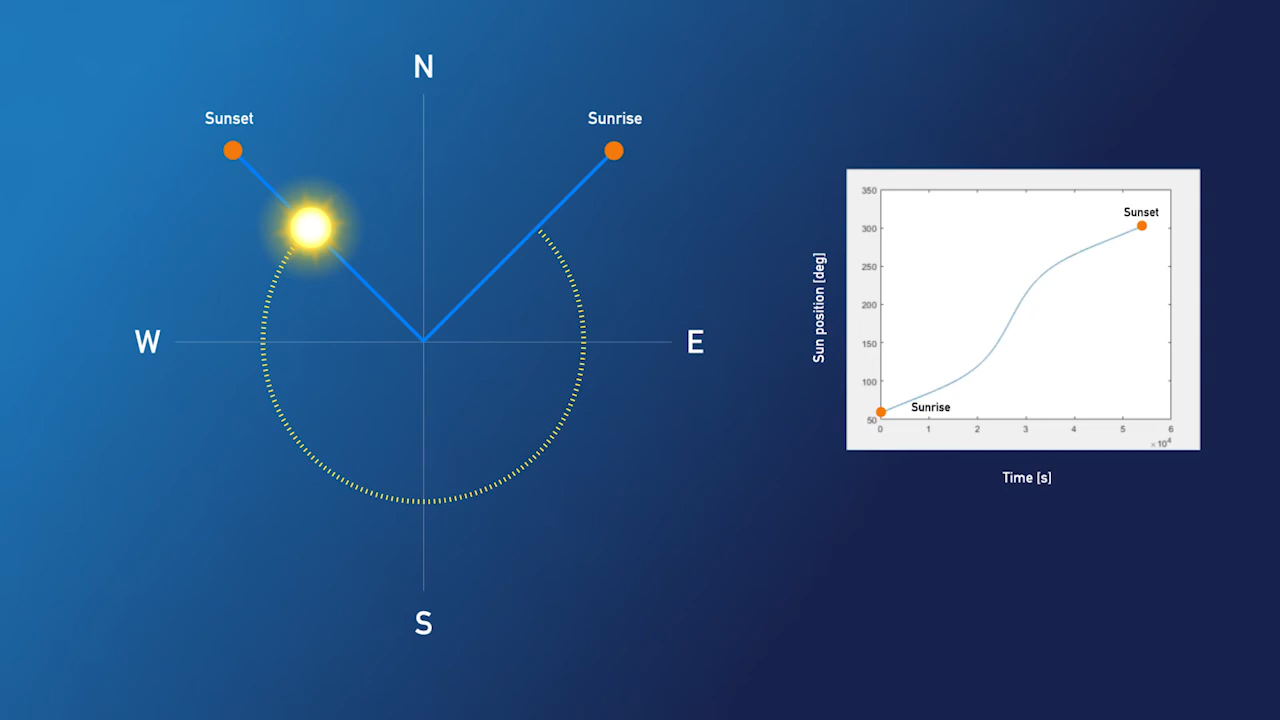 N
Sunset
Sunrise
W
E
S
350
300
250
200
150
100
50
0
1
2
3
4
5
6
× 10⁴
Sunset
Sunrise
Sun position [deg]
Time [s]